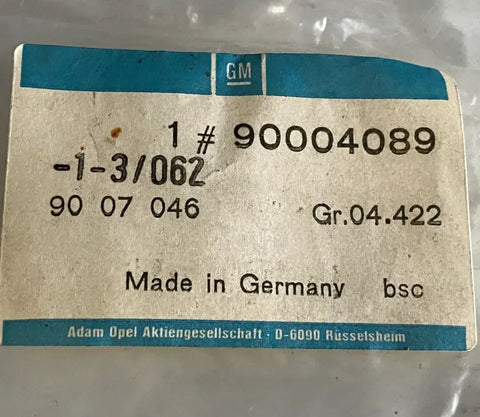 GM
1 # 90004089
-1-3/062
90 07 046 Gr.04.422
Made in Germany bsc
Adam Opel Aktiengesellschaft · D-6090 Rüsselsheim